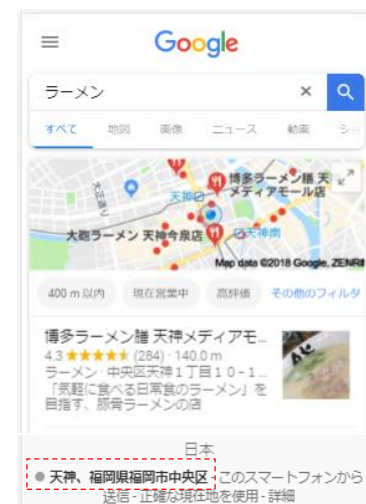 Google
ラーメン ×
すべて 地図 画像 ニュース 動画 ショ
博多ラーメン膳 天
メディアモール店
大正通り
天神
天神南
大砲ラーメン 天神今泉店
Map data ©2018 Google, ZENRI
400 m 以内 現在営業中 高評価 その他のフィルタ
博多ラーメン膳 天神メディアモ...
4.3 ★★★★★ (284) · 140.0 m
ラーメン · 中央区天神1丁目10-1...
「気軽に食べる日常食のラーメン」を
目指す、豚骨ラーメンの店
日本
● 天神、福岡県福岡市中央区 - このスマートフォンから
送信 - 正確な現在地を使用 - 詳細